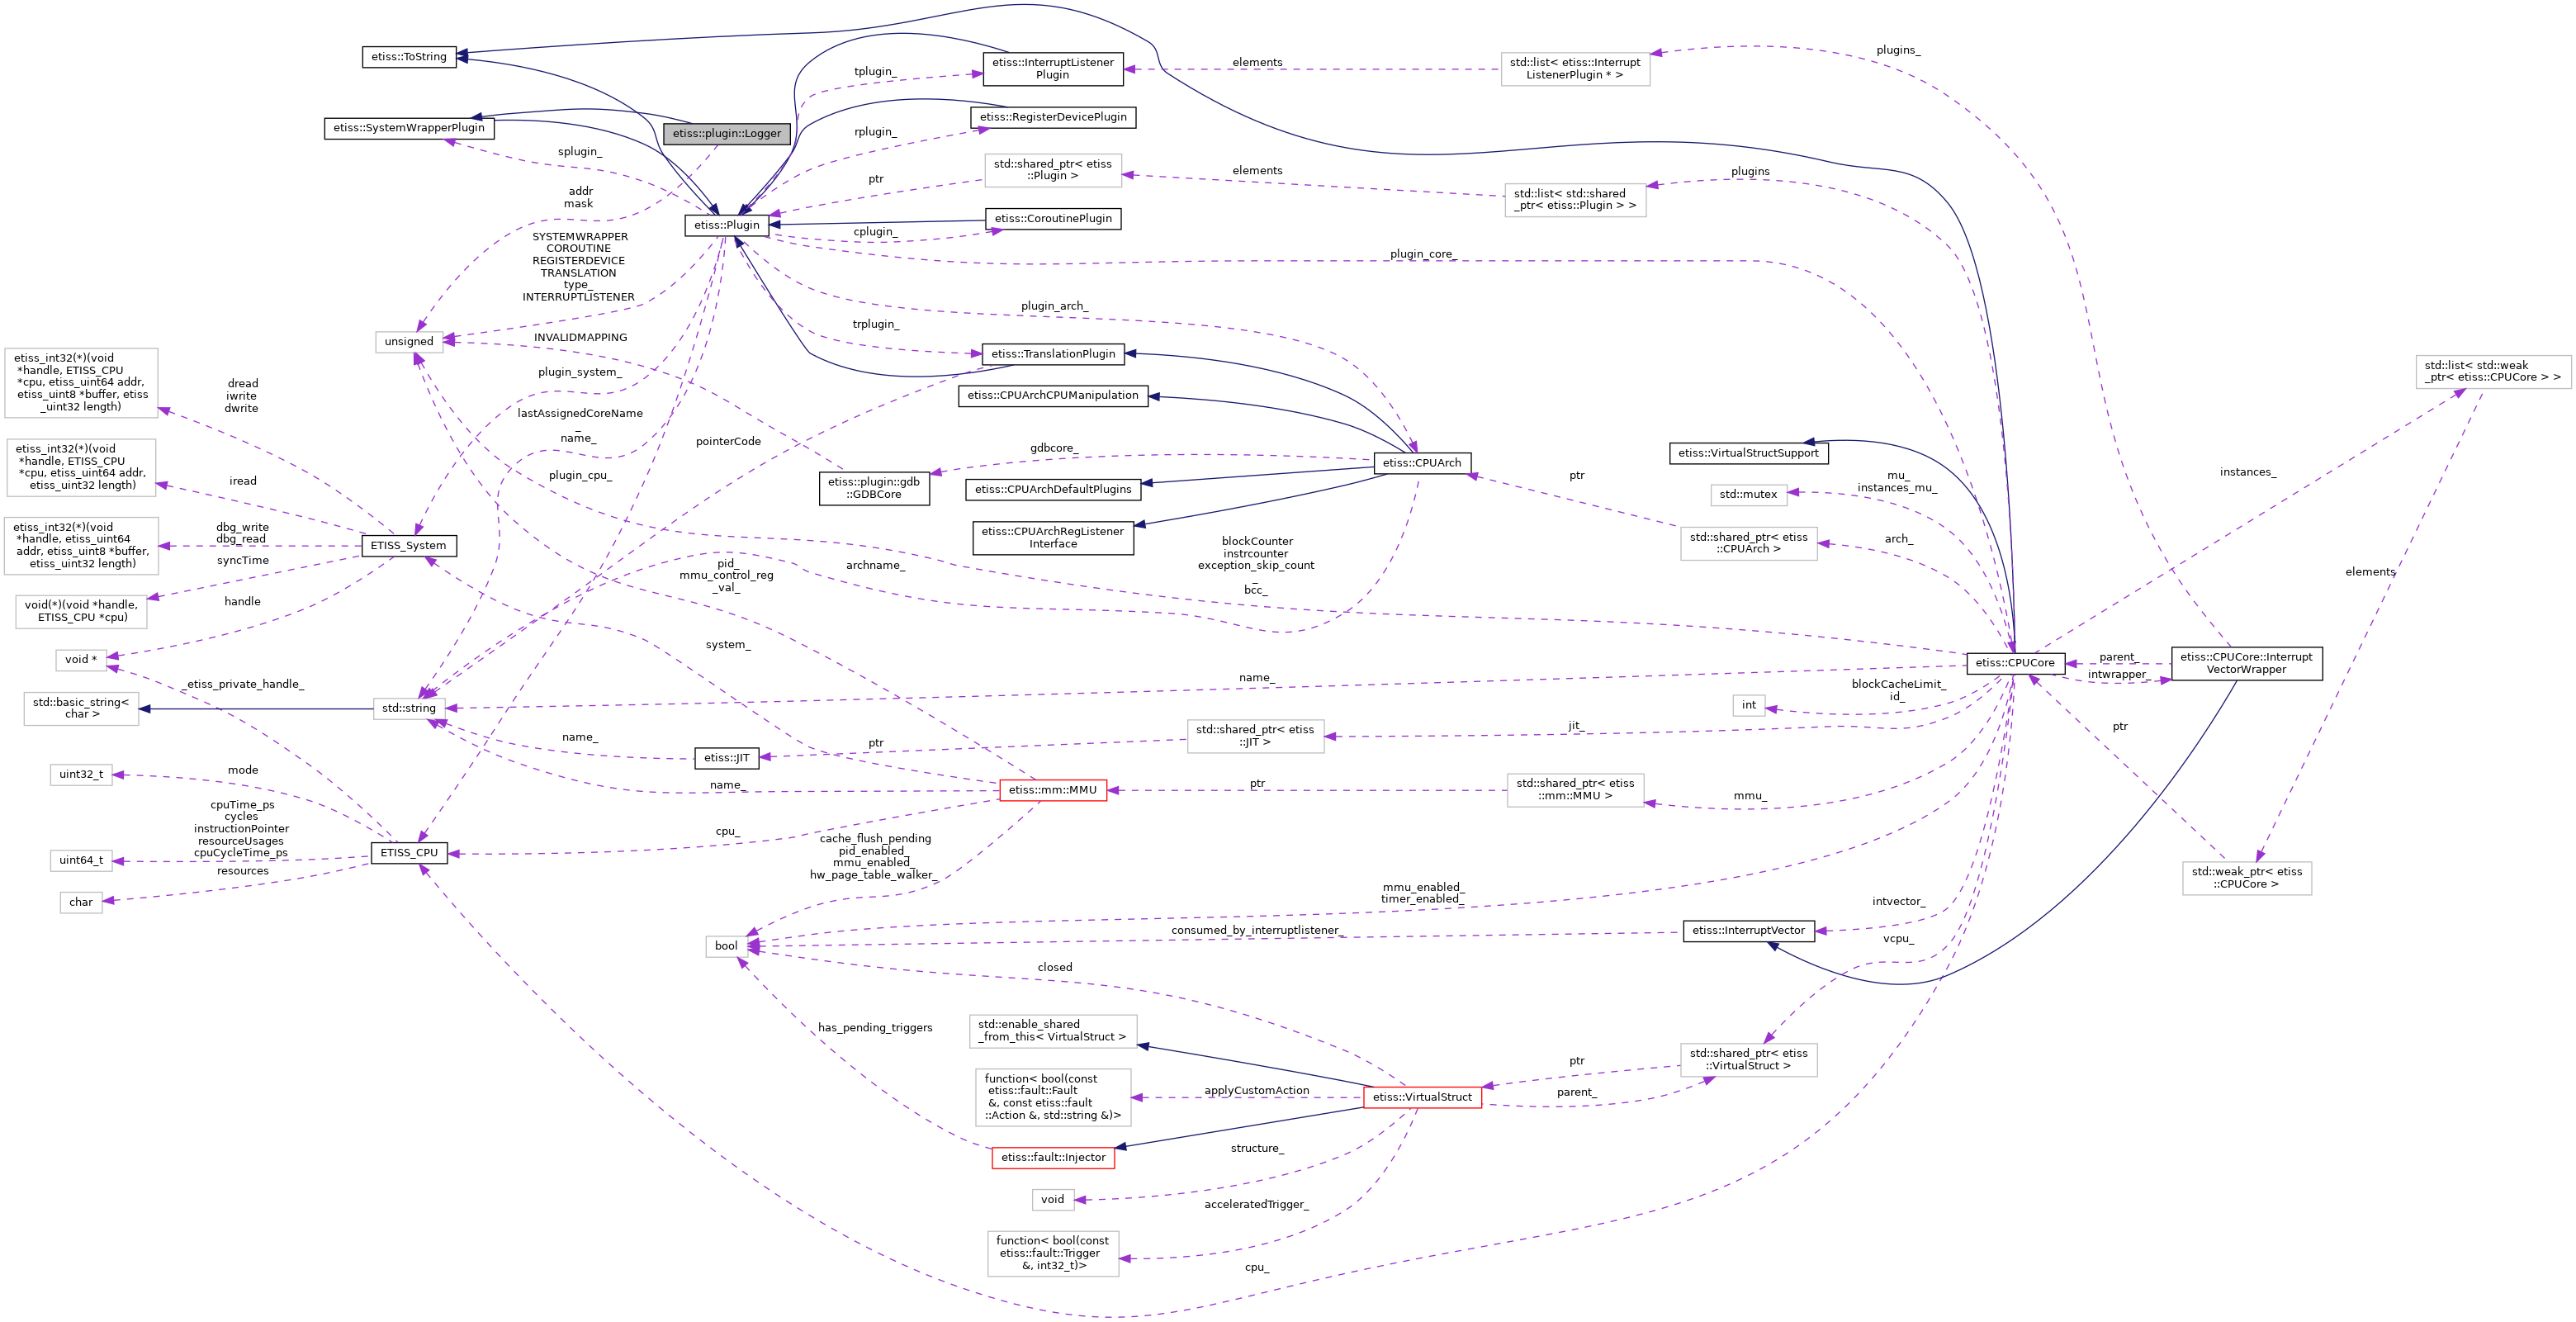 etiss::ToString
etiss::SystemWrapperPlugin
etiss::plugin::Logger
etiss::InterruptListener
Plugin
etiss::RegisterDevicePlugin
std::shared_ptr< etiss
::Plugin >
etiss::CoroutinePlugin
std::list< etiss::Interrupt
ListenerPlugin * >
std::list< std::shared
_ptr< etiss::Plugin > >
tplugin_
rplugin_
ptr
cplugin_
elements
elements
plugins_
plugins
splugin_
addr
mask
etiss::Plugin
SYSTEMWRAPPER
COROUTINE
REGISTERDEVICE
TRANSLATION
type_
INTERRUPTLISTENER
plugin_core_
plugin_arch_
trplugin_
unsigned
INVALIDMAPPING
plugin_system_
lastAssignedCoreName
_
name_
pointerCode
plugin_cpu_
etiss::TranslationPlugin
etiss::CPUArchCPUManipulation
gdbcore_
etiss::CPUArch
etiss::plugin::gdb
::GDBCore
etiss::CPUArchDefaultPlugins
etiss::CPUArchRegListener
Interface
etiss_int32(*)(void
*handle, ETISS_CPU
*cpu, etiss_uint64 addr,
etiss_uint8 *buffer, etiss
_uint32 length)
dread
iwrite
dwrite
etiss_int32(*)(void
*handle, ETISS_CPU
*cpu, etiss_uint64 addr,
etiss_uint32 length)
iread
etiss_int32(*)(void
*handle, etiss_uint64
addr, etiss_uint8 *buffer,
etiss_uint32 length)
dbg_write
dbg_read
ETISS_System
syncTime
void(*)(void *handle,
ETISS_CPU *cpu)
handle
void *
_etiss_private_handle_
std::basic_string<
char >
std::string
pid_
mmu_control_reg
_val_
archname_
blockCounter
instrcounter
exception_skip_count
_
bcc_
system_
name_
etiss::VirtualStructSupport
std::mutex
mu_
instances_mu_
ptr
std::shared_ptr< etiss
::CPUArch >
arch_
instances_
std::list< std::weak
_ptr< etiss::CPUCore > >
elements
etiss::CPUCore
parent_
intwrapper_
etiss::CPUCore::Interrupt
VectorWrapper
int
blockCacheLimit_
id_
jit_
ptr
std::shared_ptr< etiss
::JIT >
ptr
etiss::JIT
name_
name_
etiss::mm::MMU
ptr
std::shared_ptr< etiss
::mm::MMU >
mmu_
uint32_t
mode
cpuTime_ps
cycles
instructionPointer
resourceUsages
cpuCycleTime_ps
uint64_t
resources
char
ETISS_CPU
cpu_
cache_flush_pending
pid_enabled_
mmu_enabled_
hw_page_table_walker_
mmu_enabled_
timer_enabled_
std::weak_ptr< etiss
::CPUCore >
bool
consumed_by_interruptlistener_
etiss::InterruptVector
intvector_
vcpu_
closed
has_pending_triggers
std::enable_shared
_from_this< VirtualStruct >
function< bool(const
etiss::fault::Fault
&, const etiss::fault
::Action &, std::string &)>
applyCustomAction
etiss::VirtualStruct
ptr
parent_
std::shared_ptr< etiss
::VirtualStruct >
etiss::fault::Injector
structure_
void
acceleratedTrigger_
function< bool(const
etiss::fault::Trigger
&, int32_t)>
cpu_